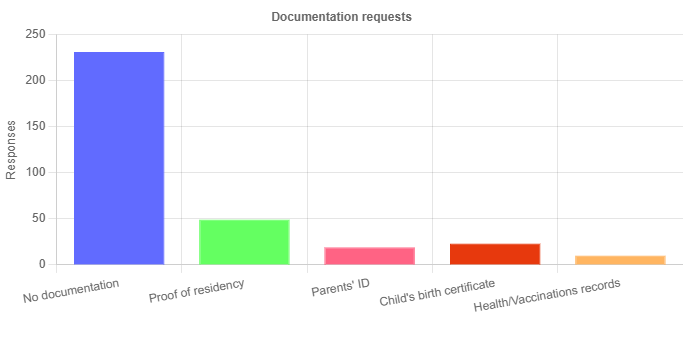 Documentation requests
250
200
150
100
50
0
Responses
No documentation
Proof of residency
Parents' ID
Child's birth certificate
Health/Vaccinations records